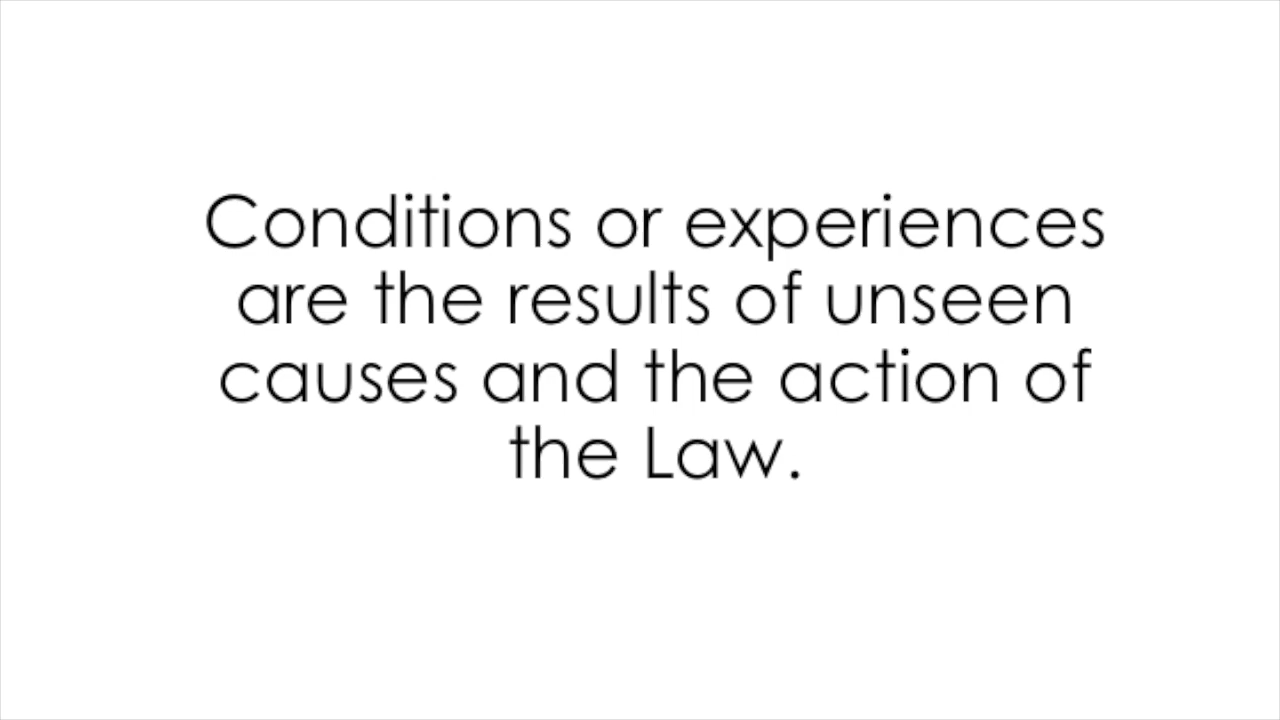 Conditions or experiences
are the results of unseen
causes and the action of
the Law.